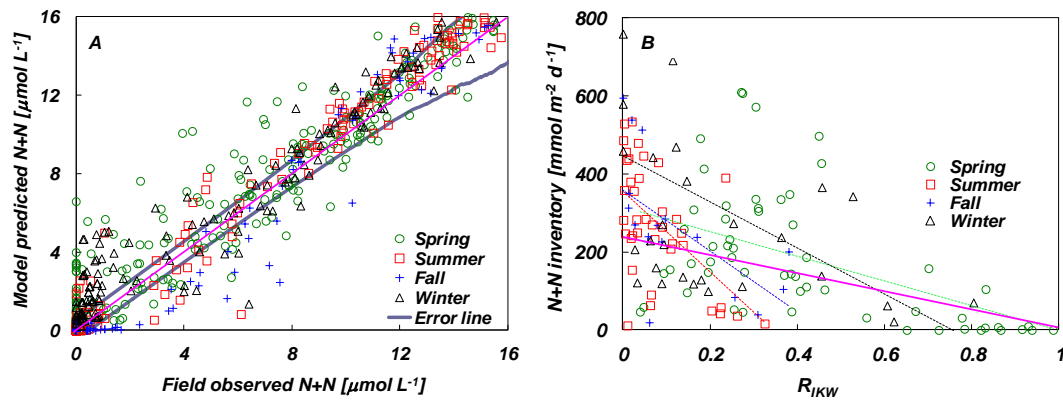 A
Model predicted N+N [μmol L-1]
16
12
8
4
0
0
4
8
12
16
Spring
Summer
Fall
Winter
Error line
Field observed N+N [μmol L-1]
B
N+N inventory [mmol m-2 d-1]
800
600
400
200
0
0
0.2
0.4
0.6
0.8
1
Spring
Summer
Fall
Winter
RIKW